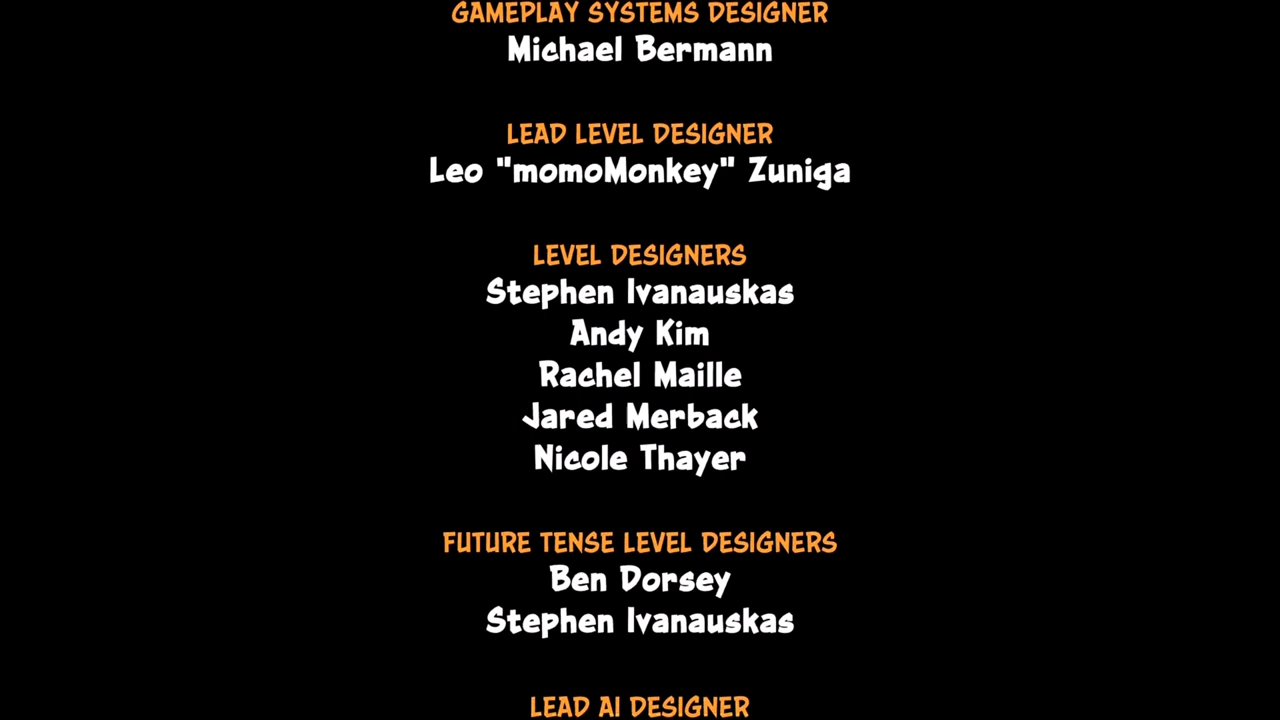 GAMEPLAY SYSTEMS DESIGNER
Michael Bermann
LEAD LEVEL DESIGNER
Leo "momoMonkey" Zuniga
LEVEL DESIGNERS
Stephen Ivanauskas
Andy Kim
Rachel Maille
Jared Merback
Nicole Thayer
FUTURE TENSE LEVEL DESIGNERS
Ben Dorsey
Stephen Ivanauskas
LEAD AI DESIGNER